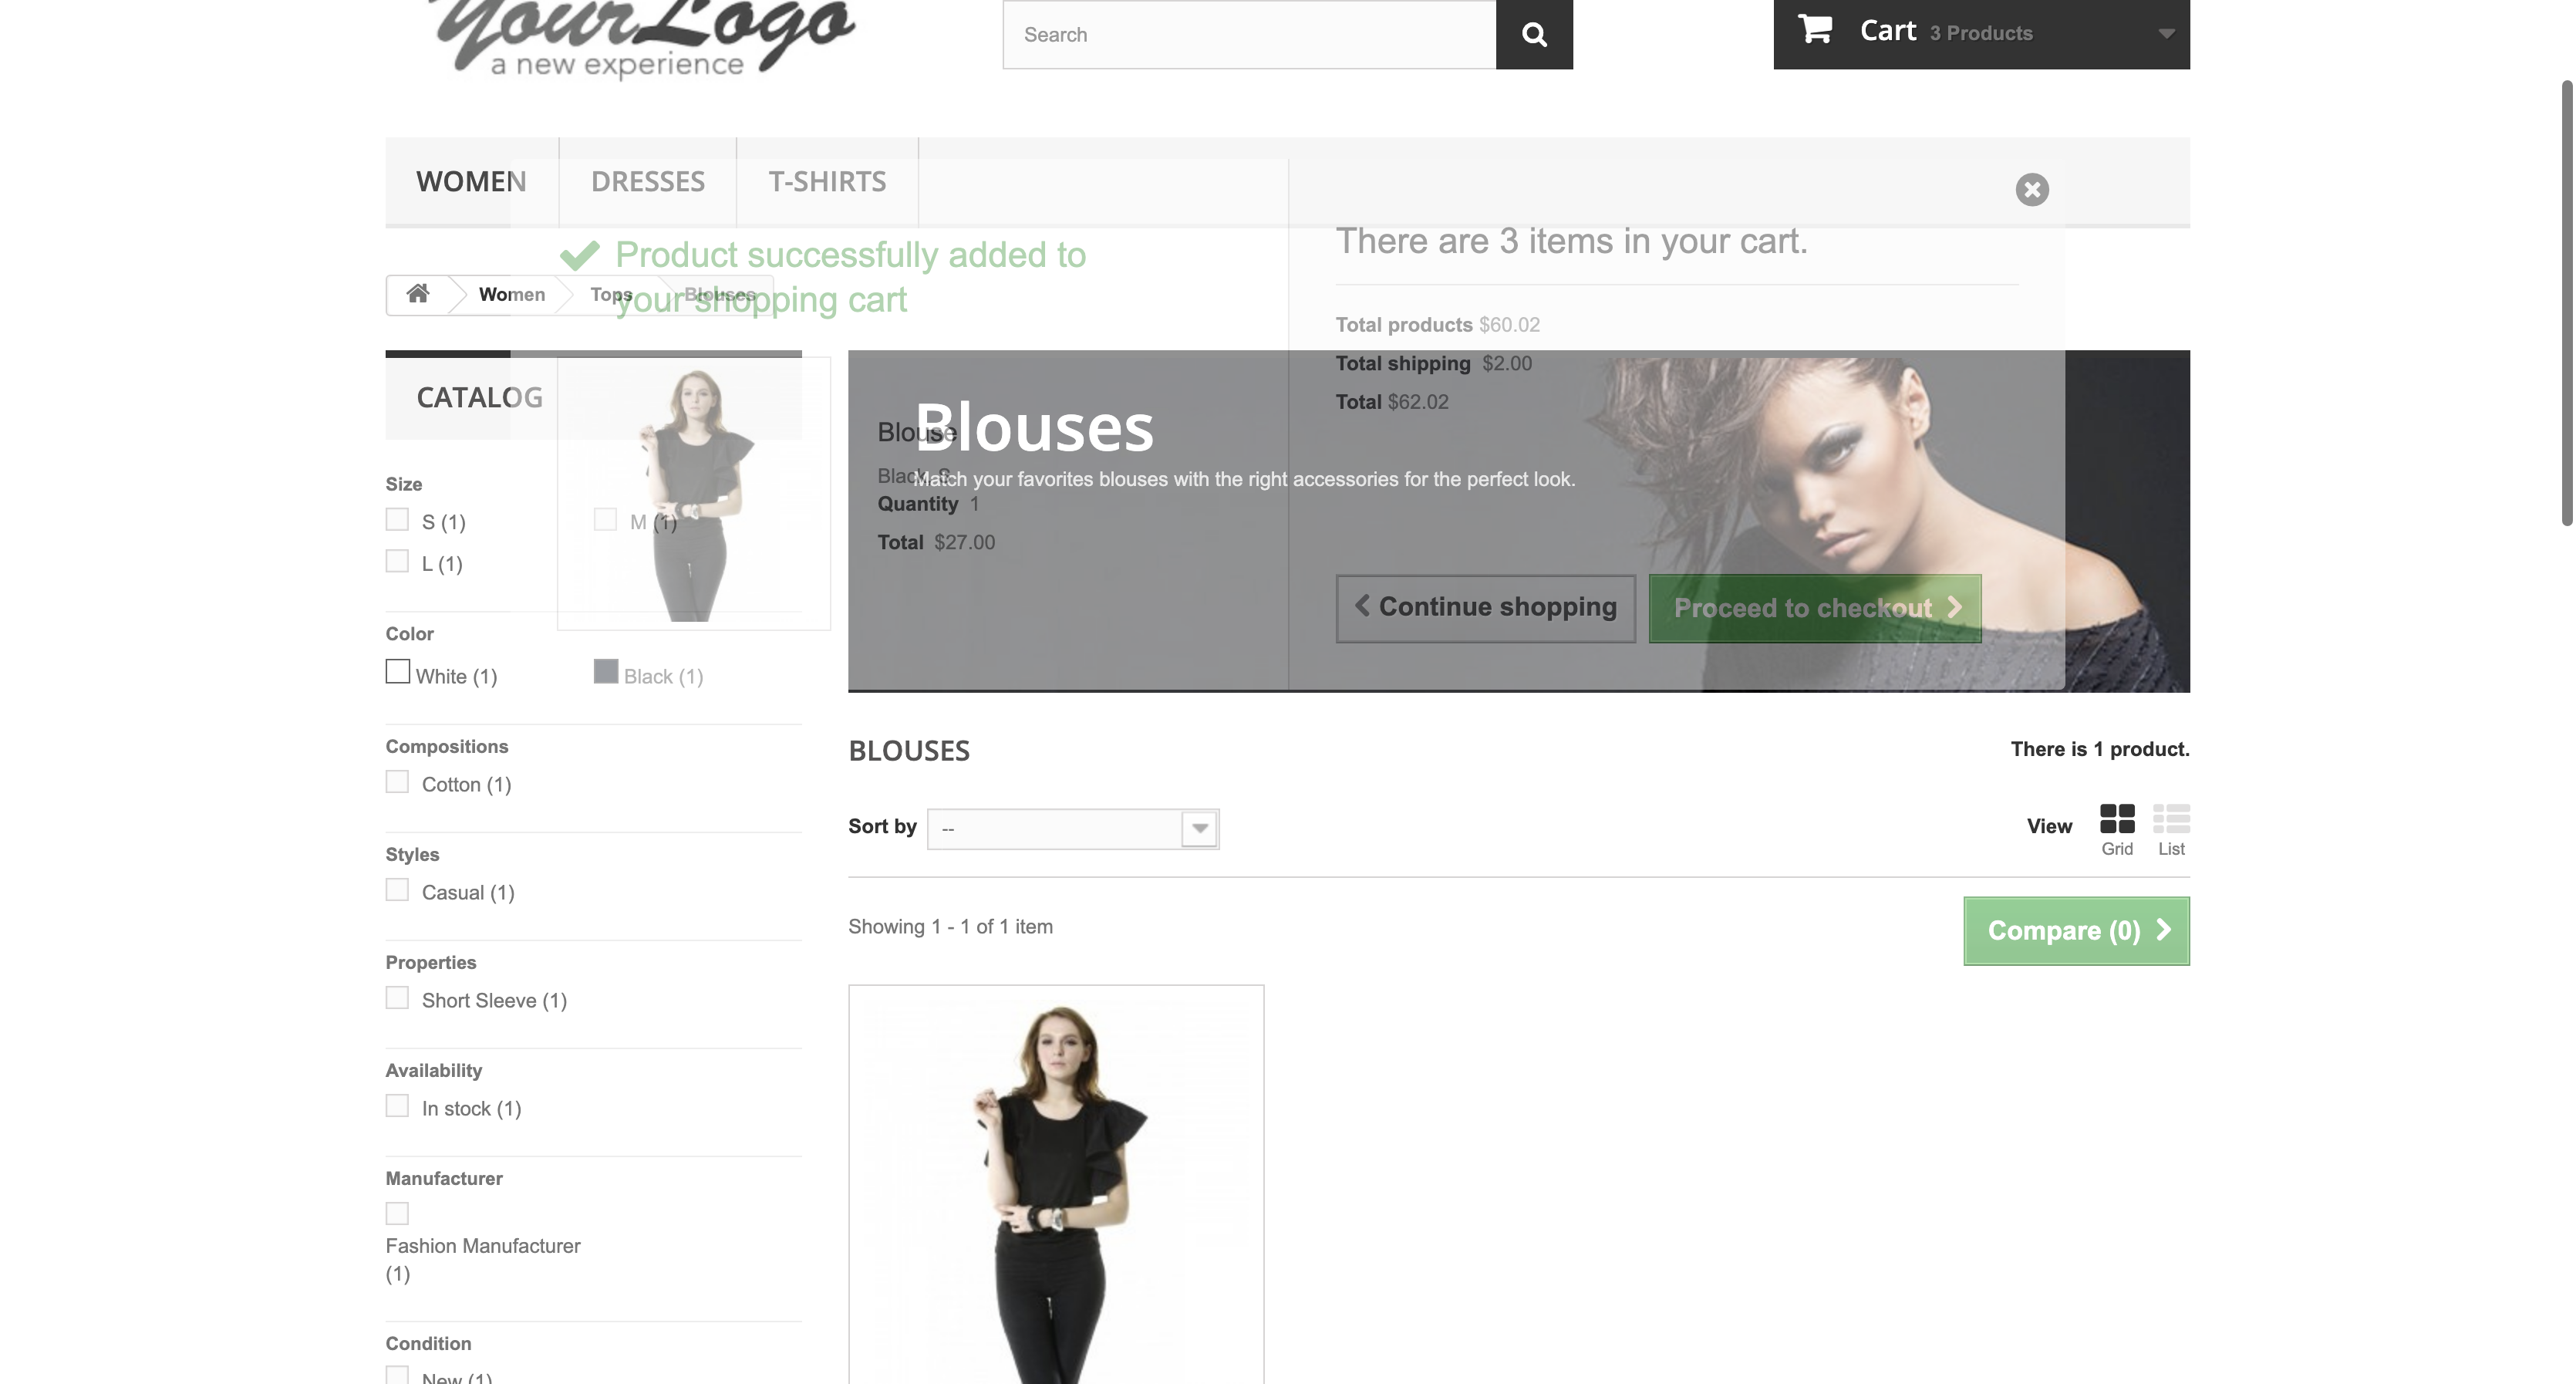 YourLogo
a new experience
Search
Cart 3 Products
WOMEN
DRESSES
T-SHIRTS
Product successfully added to
your shopping cart
There are 3 items in your cart.
Women
Tops
Blouses
Total products $60.02
Total shipping $2.00
Total $62.02
CATALOG
Blouses
Match your favorites blouses with the right accessories for the perfect look.
Blouse
Black, S
Quantity 1
Total $27.00
Continue shopping
Proceed to checkout
Size
S (1)
M (1)
L (1)
Color
White (1)
Black (1)
Compositions
Cotton (1)
Styles
Casual (1)
Properties
Short Sleeve (1)
Availability
In stock (1)
Manufacturer
Fashion Manufacturer
(1)
Condition
New (1)
BLOUSES
There is 1 product.
Sort by --
View
Grid
List
Showing 1 - 1 of 1 item
Compare (0)